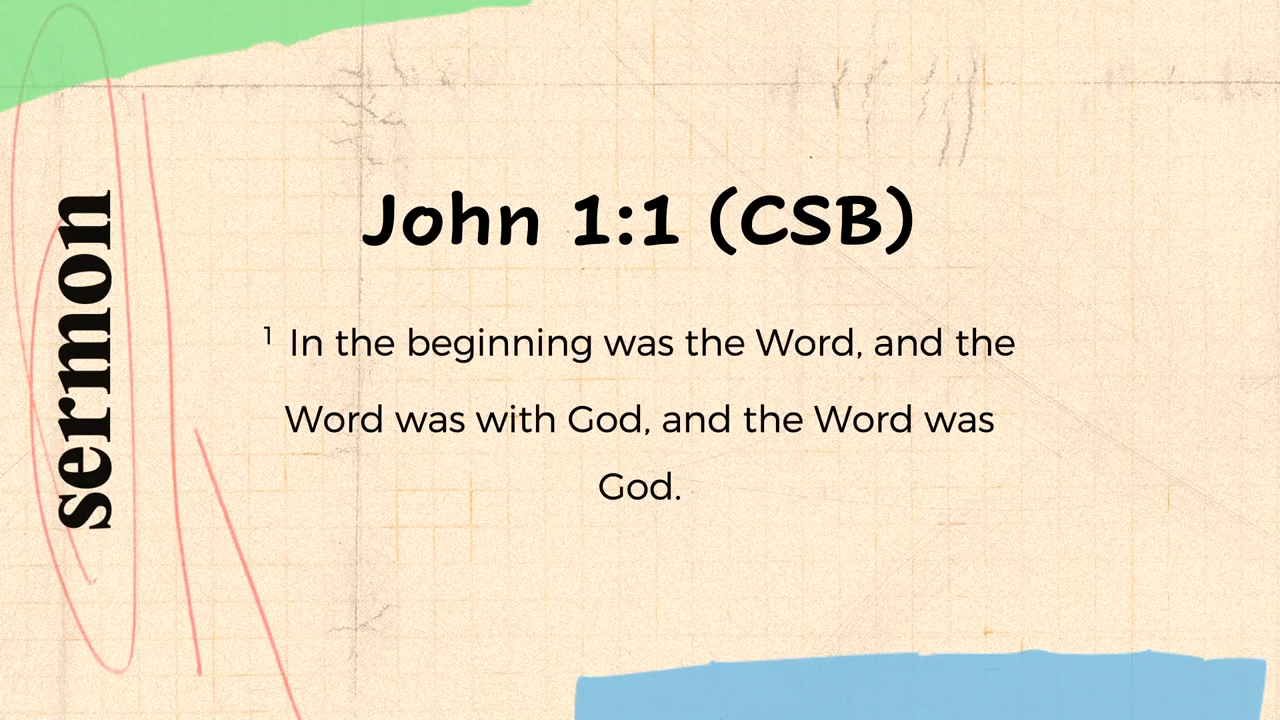 sermon
John 1:1 (CSB)
1 In the beginning was the Word, and the
Word was with God, and the Word was
God.